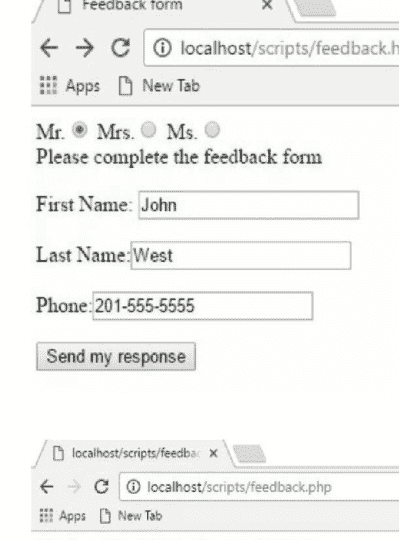 Feedback form
localhost/scripts/feedback.h
Apps New Tab
Mr. Mrs. Ms.
Please complete the feedback form
First Name: John
Last Name: West
Phone: 201-555-5555
Send my response
localhost/scripts/feedbac
localhost/scripts/feedback.php
Apps New Tab